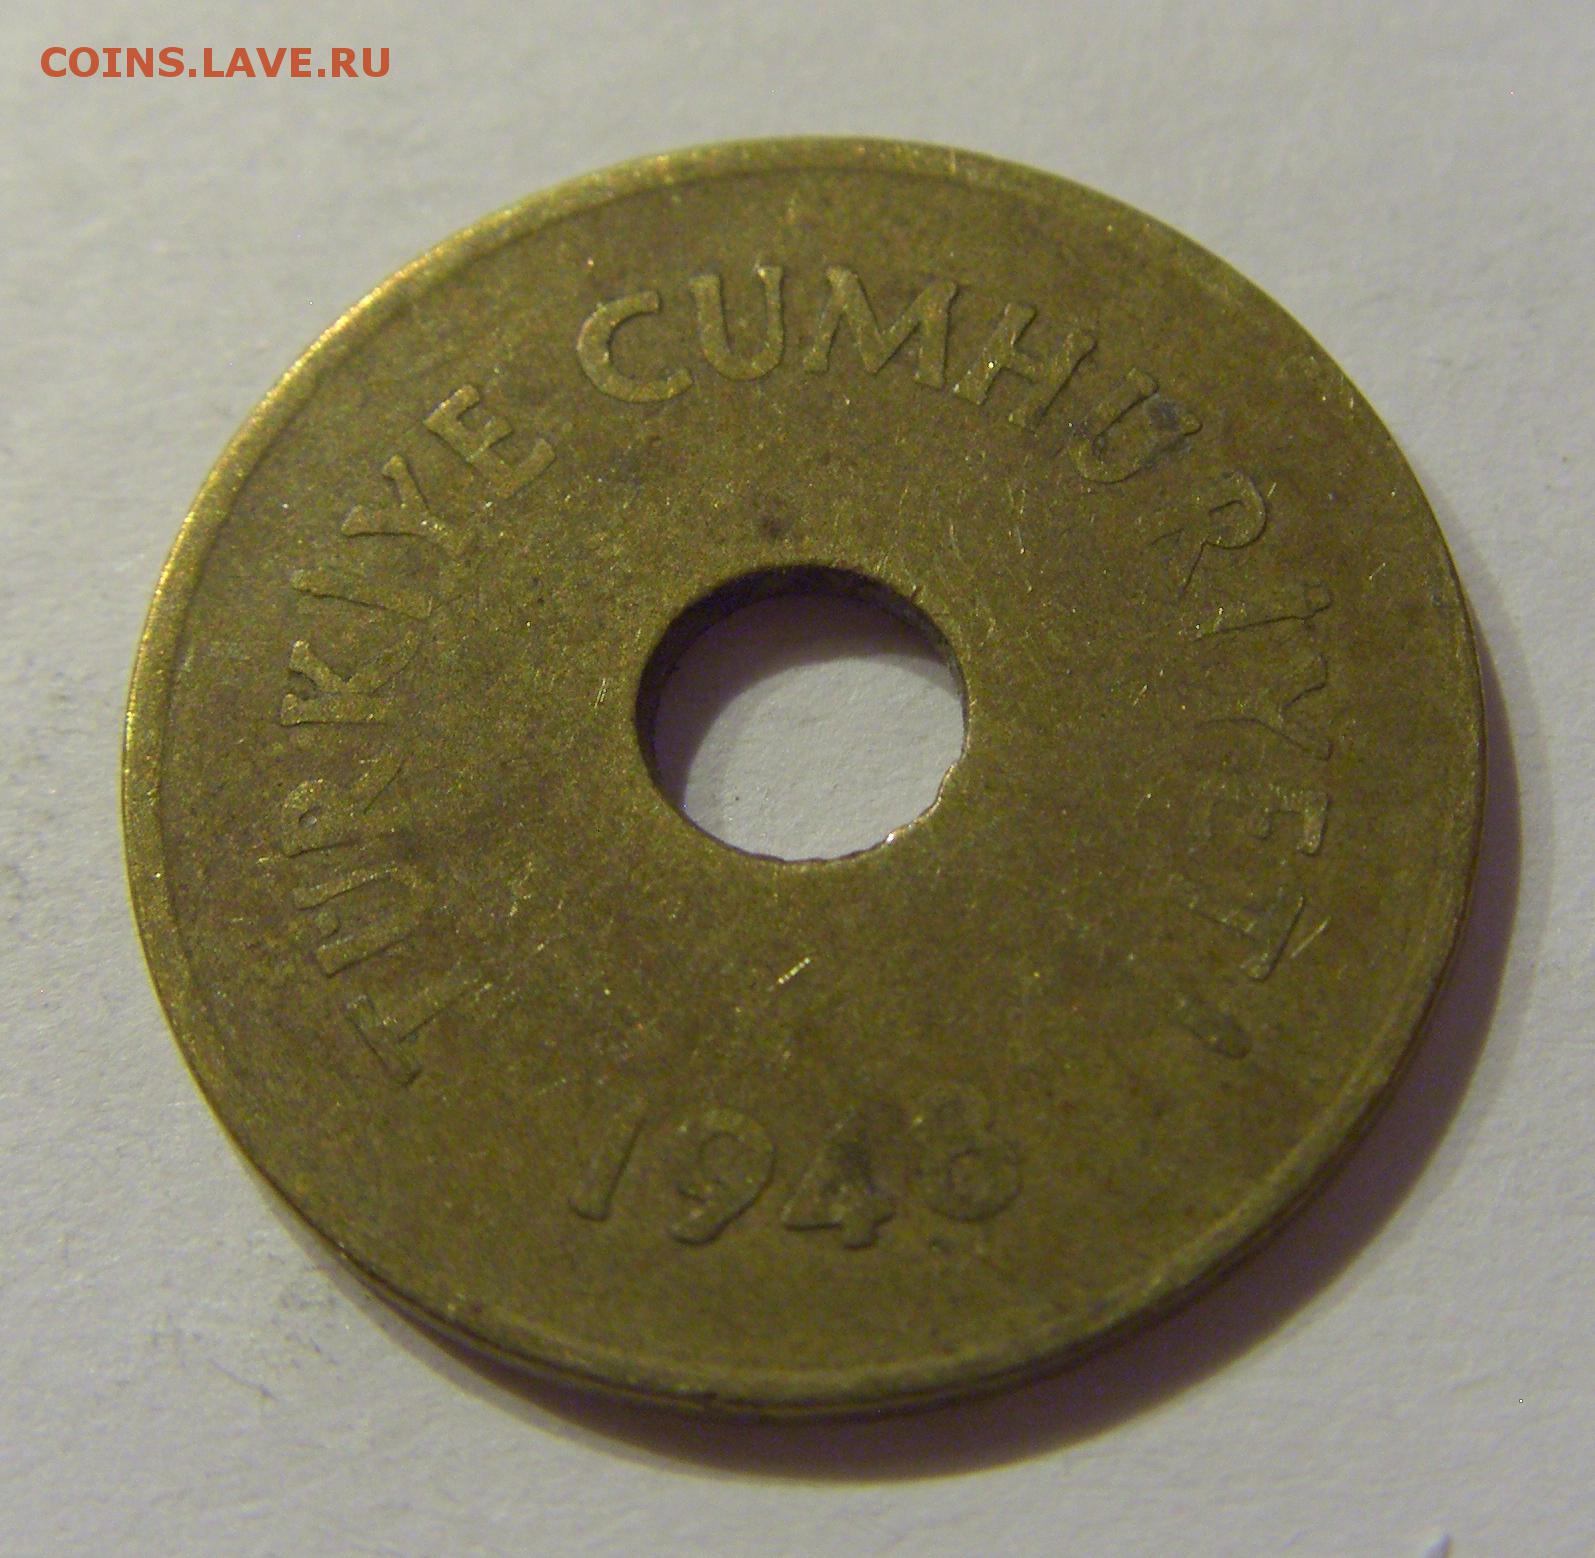 COINS.LAVE.RU
TÜRKİYE CUMHURİYETİ
1948